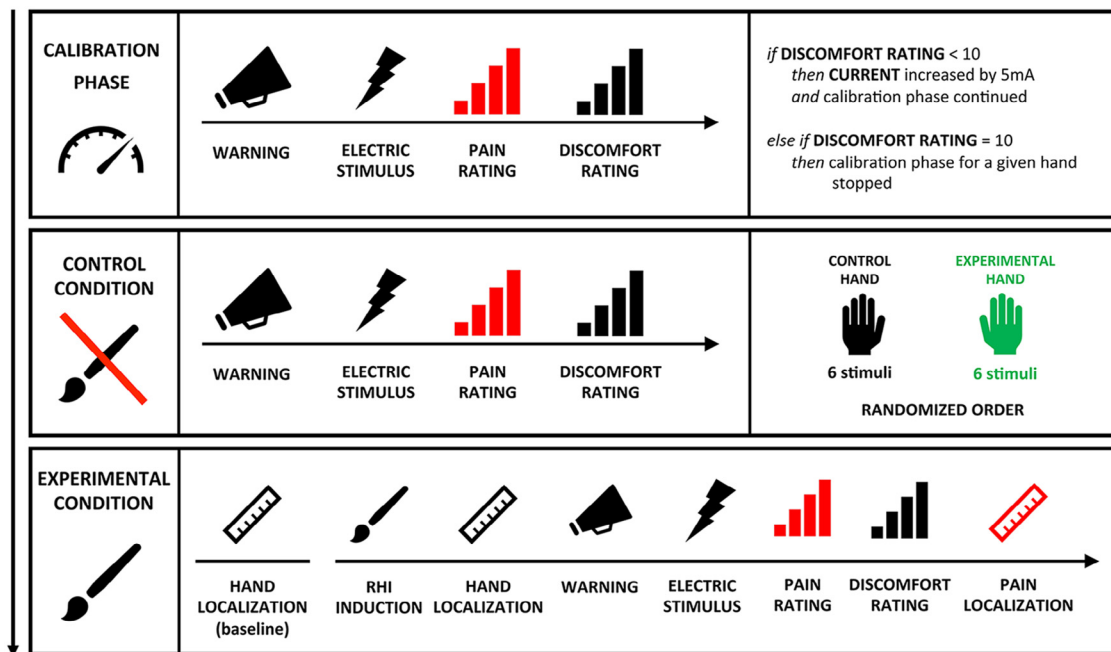 CALIBRATION
PHASE
WARNING
ELECTRIC
STIMULUS
PAIN
RATING
DISCOMFORT
RATING
if DISCOMFORT RATING < 10
then CURRENT increased by 5mA
and calibration phase continued
else if DISCOMFORT RATING = 10
then calibration phase for a given hand
stopped
CONTROL
CONDITION
WARNING
ELECTRIC
STIMULUS
PAIN
RATING
DISCOMFORT
RATING
CONTROL
HAND
6 stimuli
EXPERIMENTAL
HAND
6 stimuli
RANDOMIZED ORDER
EXPERIMENTAL
CONDITION
HAND
LOCALIZATION
(baseline)
RHI
INDUCTION
HAND
LOCALIZATION
WARNING
ELECTRIC
STIMULUS
PAIN
RATING
DISCOMFORT
RATING
PAIN
LOCALIZATION